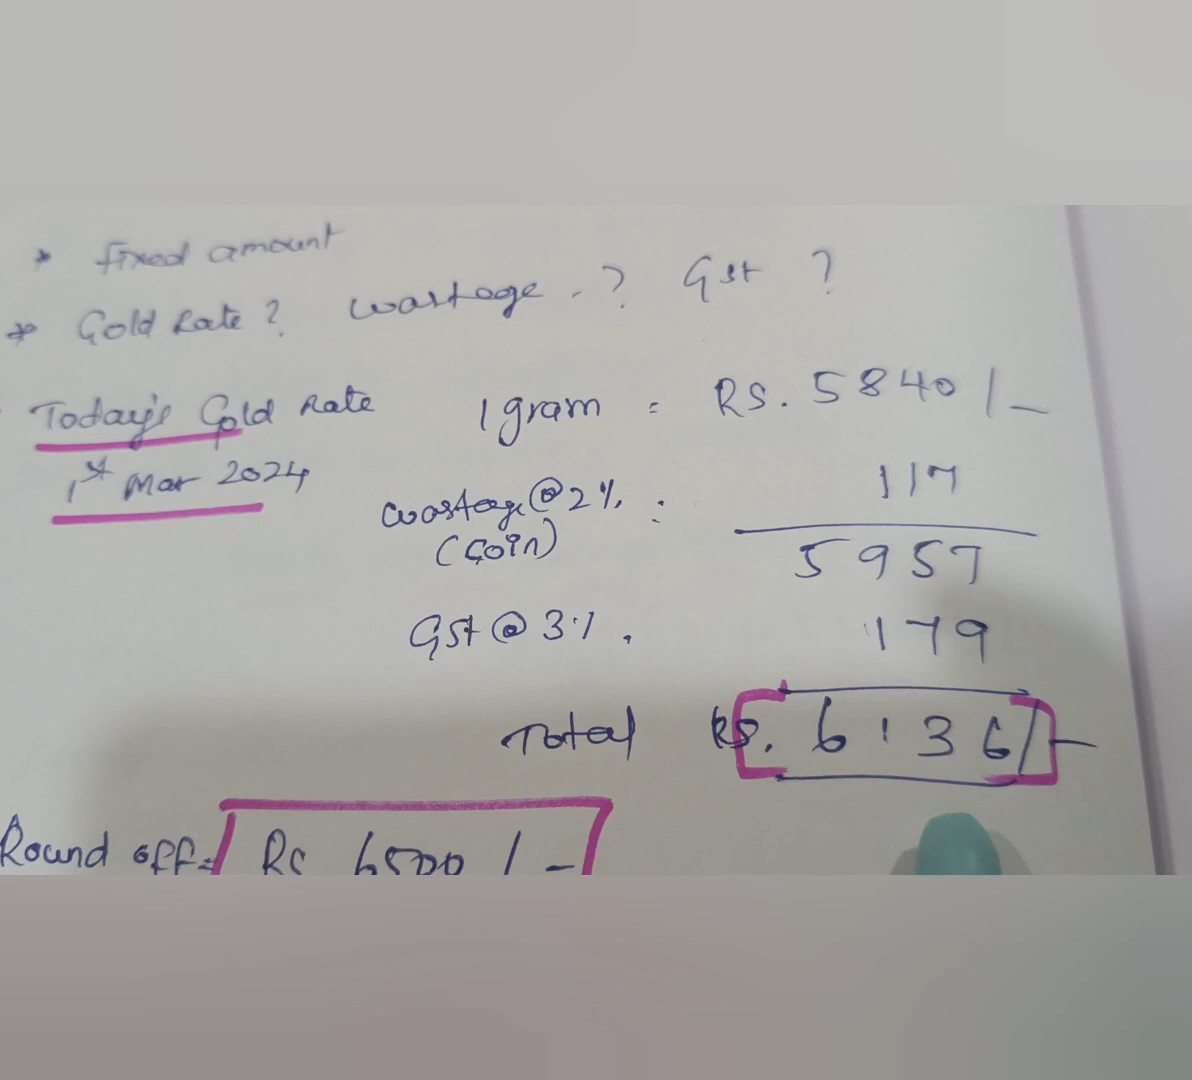 * fixed amount
* Gold Rate? wastage - ? Gst ?
Today's Gold Rate 1 gram = RS. 5840/-
1st Mar 2024
wastage @ 2% : 117
(coin)
5957
Gst @ 3% . 179
Total RS. 6136/-
Round off = Rs 6500/-